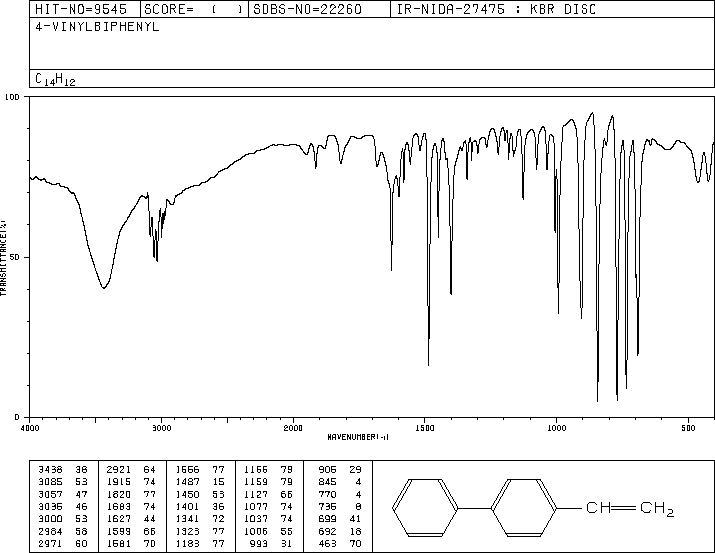 HIT-NO=9545 SCORE= ( ) SDBS-NO=22260 IR-NIDA-27475 : KBR DISC
4-VINYLBIPHENYL
C14H12
100
50
0
TRANSMITTANCE(%)
4000 3000 2000 1500 1000 500
WAVENUMBER(-1)
3438 38 2921 64 1566 77 1166 79 906 29
3085 53 1915 74 1487 15 1159 79 845 4
3057 47 1820 77 1450 53 1127 66 770 4
3036 46 1683 74 1401 36 1077 74 735 8
3000 53 1627 44 1341 72 1037 74 699 41
2984 58 1599 66 1323 77 1006 55 692 18
2971 60 1581 70 1183 77 993 31 463 70
CH CH2